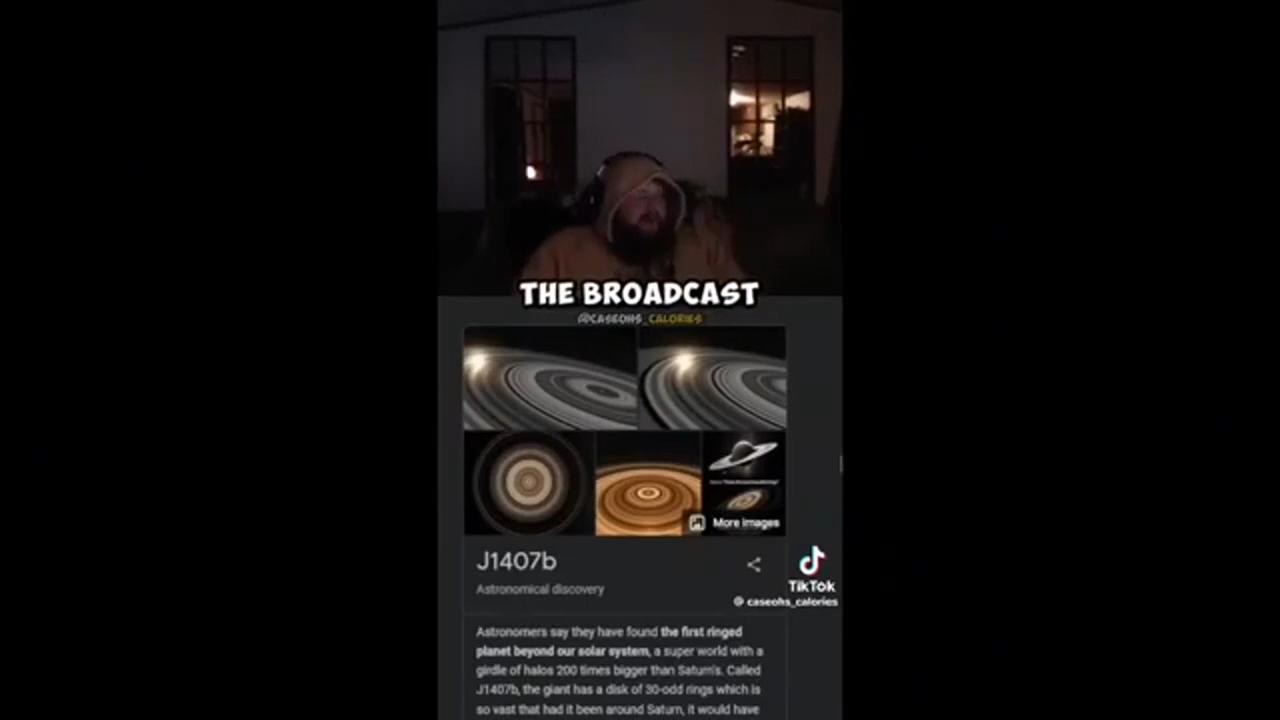 THE BROADCAST
@CASEOHS_CALORIES
More images
J1407b
Astronomical discovery
TikTok
@ caseohs_calories
Astronomers say they have found the first ringed
planet beyond our solar system, a super world with a
girdle of halos 200 times bigger than Saturn's. Called
J1407b, the giant has a disk of 30-odd rings which is
so vast that had it been around Saturn, it would have